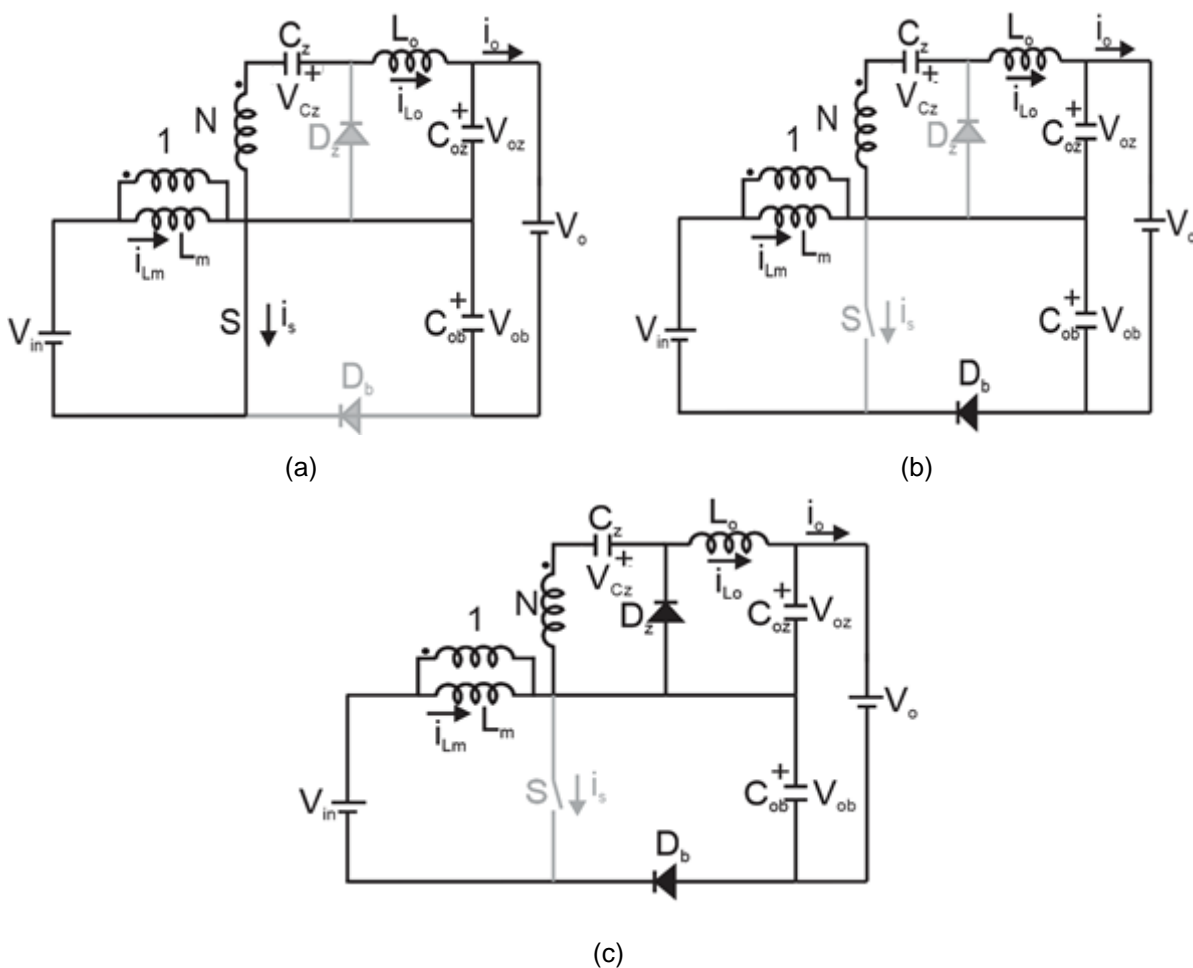 C_z
L_o
i_o
+
V_Cz
i_Lo
N
D_z
+
C_oz
V_oz
1
V_o
i_Lm
L_m
V_in
S
i_s
+
C_ob
V_ob
D_b
(a)
C_z
L_o
i_o
+
V_Cz
i_Lo
N
D_z
+
C_oz
V_oz
1
i_Lm
L_m
V_in
S
i_s
+
C_ob
V_ob
D_b
(b)
C_z
L_o
i_o
+
V_Cz
i_Lo
N
D_z
+
C_oz
V_oz
1
V_o
i_Lm
L_m
V_in
S
i_s
+
C_ob
V_ob
D_b
(c)